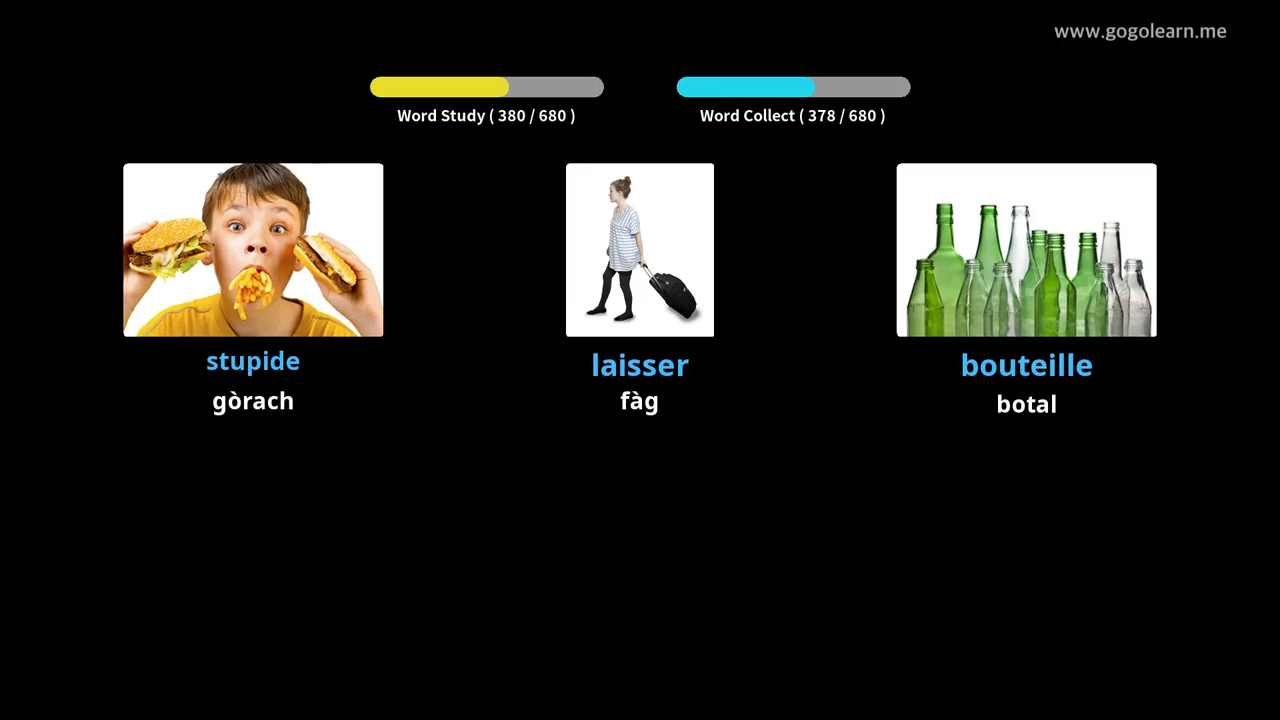 www.gogolearn.me
Word Study ( 380 / 680 )
Word Collect ( 378 / 680 )
stupide
gòrach
laisser
fàg
bouteille
botal